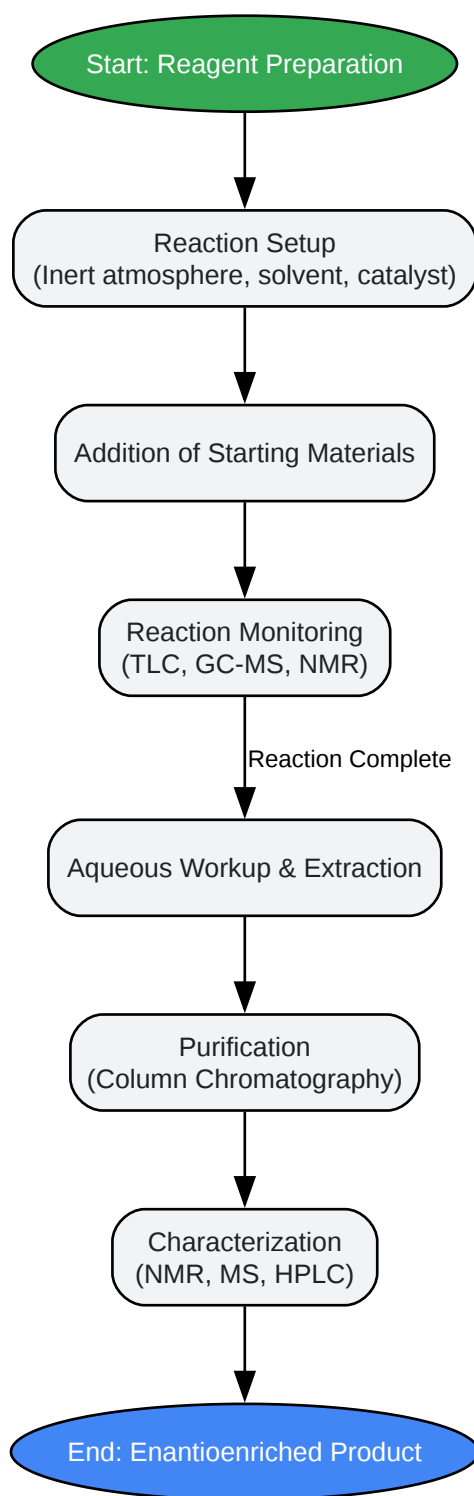 Start: Reagent Preparation
Reaction Setup
(Inert atmosphere, solvent, catalyst)
Addition of Starting Materials
Reaction Monitoring
(TLC, GC-MS, NMR)
Reaction Complete
Aqueous Workup & Extraction
Purification
(Column Chromatography)
Characterization
(NMR, MS, HPLC)
End: Enantioenriched Product